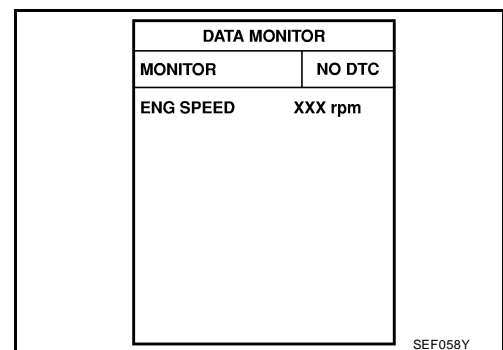 DATA MONITOR
MONITOR NO DTC
ENG SPEED XXX rpm
SEF058Y